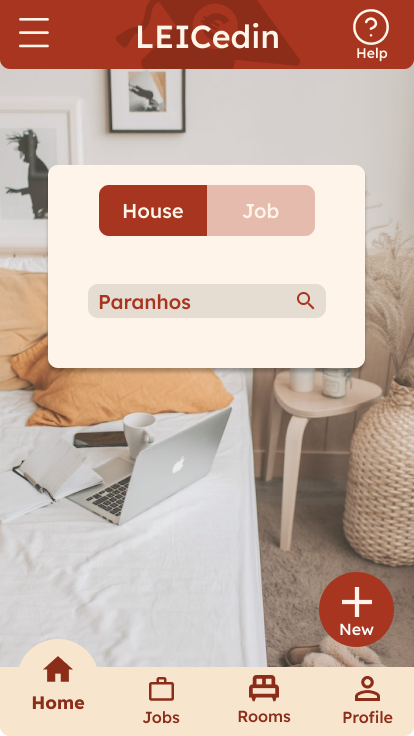 LEICedin
Help
House
Job
Paranhos
New
Home
Jobs
Rooms
Profile